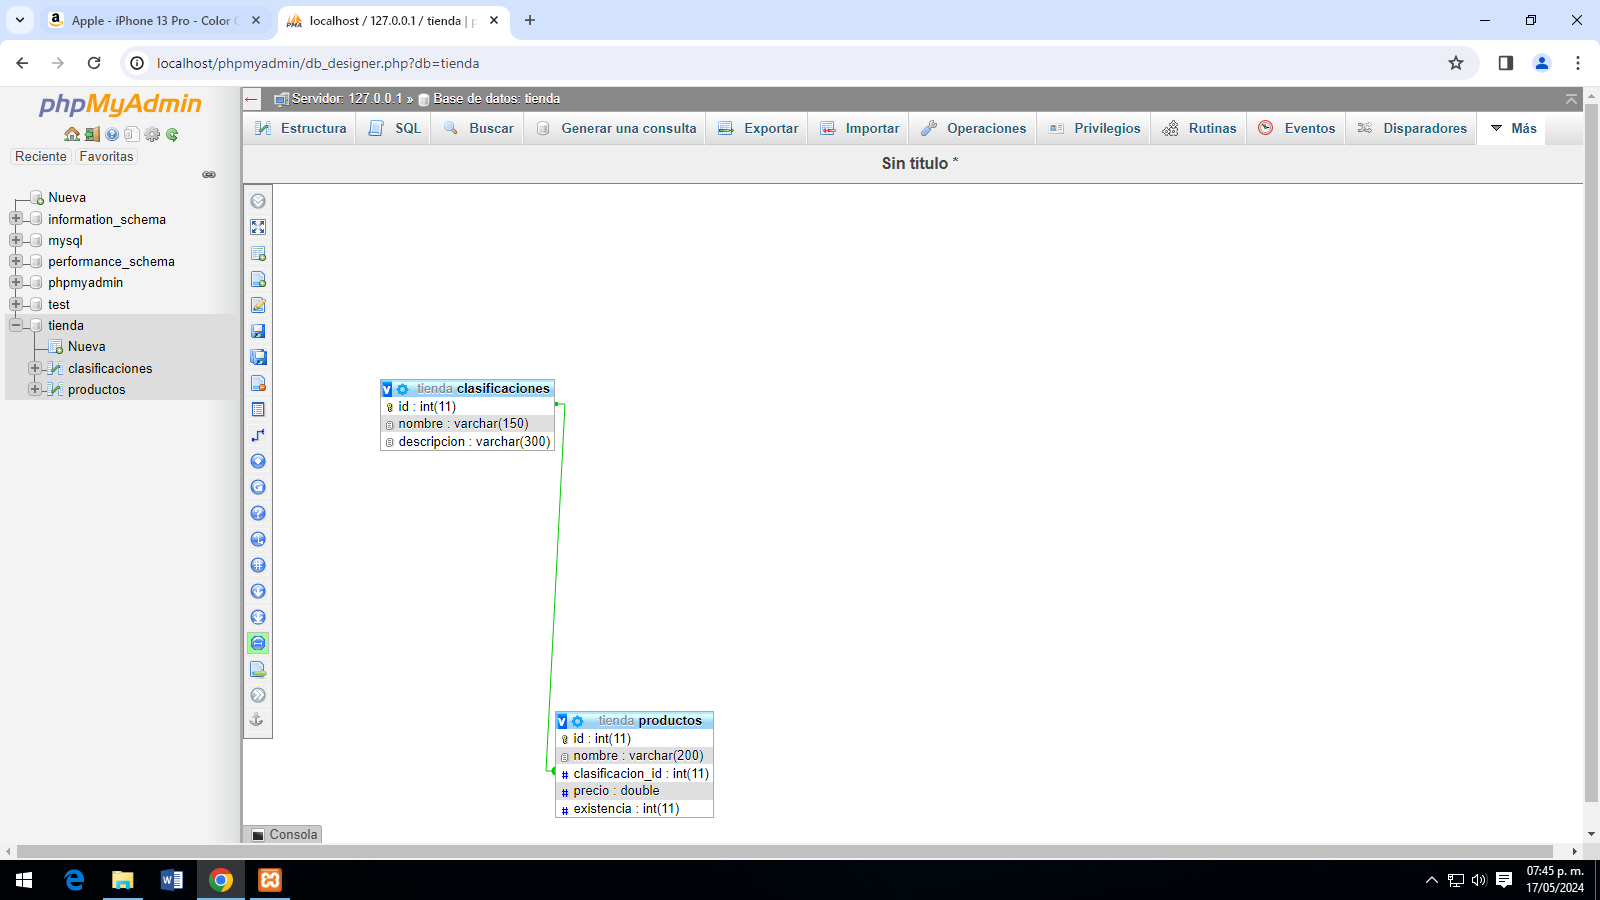 Apple - iPhone 13 Pro - Color
localhost / 127.0.0.1 / tienda |
localhost/phpmyadmin/db_designer.php?db=tienda
phpMyAdmin
Servidor: 127.0.0.1 » Base de datos: tienda
Estructura SQL Buscar Generar una consulta Exportar Importar Operaciones Privilegios Rutinas Eventos Disparadores Más
Reciente Favoritas
Sin título *
Nueva
information_schema
mysql
performance_schema
phpmyadmin
test
tienda
Nueva
clasificaciones
productos
v tienda clasificaciones
id : int(11)
nombre : varchar(150)
descripcion : varchar(300)
v tienda productos
id : int(11)
nombre : varchar(200)
# clasificacion_id : int(11)
# precio : double
# existencia : int(11)
Consola
07:45 p. m.
17/05/2024